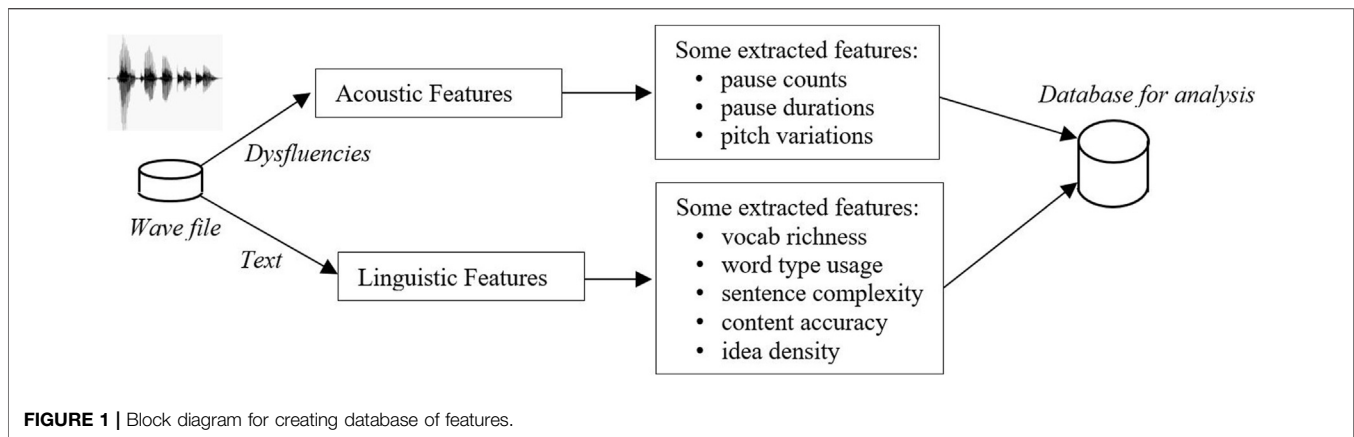 Some extracted features:
• pause counts
• pause durations
• pitch variations
Acoustic Features
Database for analysis
Dysfluencies
Wave file
Text
Linguistic Features
Some extracted features:
• vocab richness
• word type usage
• sentence complexity
• content accuracy
• idea density
FIGURE 1 | Block diagram for creating database of features.